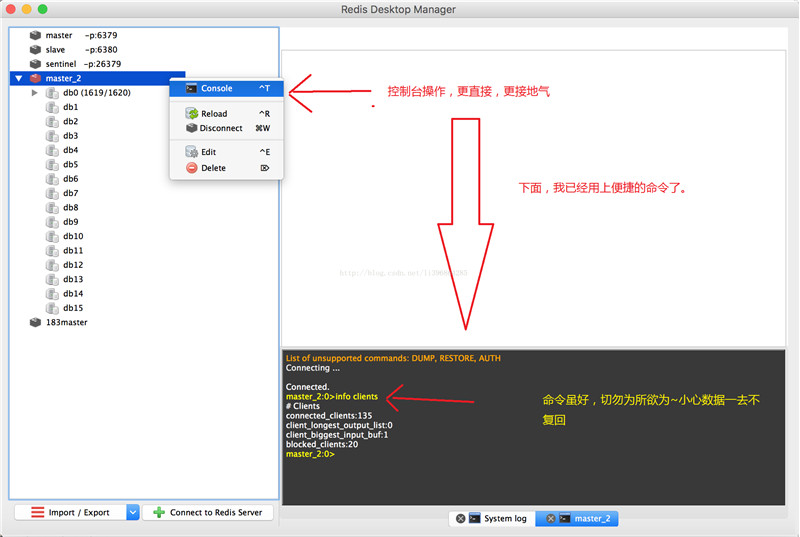 Redis Desktop Manager
master -p:6379
slave -p:6380
sentinel -p:26379
master_2
db0 (1619/1620)
db1
db2
db3
db4
db5
db6
db7
db8
db9
db10
db11
db12
db13
db14
db15
183master
Console ^T
Reload ^R
Disconnect ⌘W
Edit ^E
Delete ⌦
控制台操作，更直接，更接地气
下面，我已经用上便捷的命令了。
List of unsupported commands: DUMP, RESTORE, AUTH
Connecting ...
Connected.
master_2:0>info clients
# Clients
connected_clients:135
client_longest_output_list:0
client_biggest_input_buf:1
blocked_clients:20
master_2:0>
命令虽好，切勿为所欲为~小心数据一去不
复回
Import / Export
Connect to Redis Server
System log
master_2